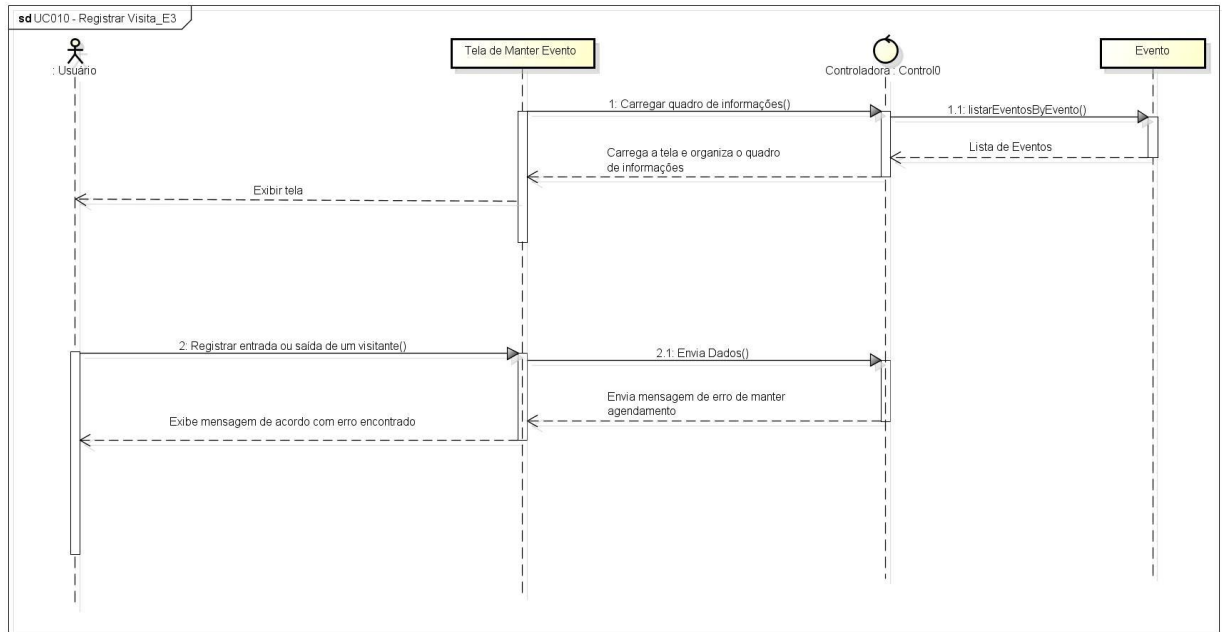 sd UC010 - Registrar Visita_E3
: Usuário
Tela de Manter Evento
Controladora : Control0
Evento
1: Carregar quadro de informações()
1.1: listarEventosByEvento()
Lista de Eventos
Carrega a tela e organiza o quadro
de informações
Exibir tela
2: Registrar entrada ou saída de um visitante()
2.1: Envia Dados()
Envia mensagem de erro de manter
agendamento
Exibe mensagem de acordo com erro encontrado